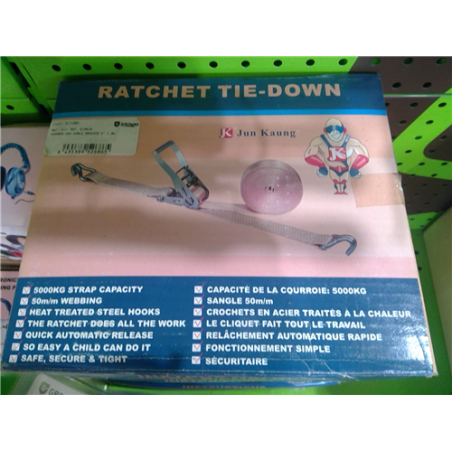 RATCHET TIE-DOWN
JK Jun Kaung
5000KG STRAP CAPACITY
50m/m WEBBING
HEAT TREATED STEEL HOOKS
THE RATCHET DOES ALL THE WORK
QUICK AUTOMATIC RELEASE
SO EASY A CHILD CAN DO IT
SAFE, SECURE & TIGHT
CAPACITÉ DE LA COURROIE: 5000KG
SANGLE 50m/m
CROCHETS EN ACIER TRAITÉS À LA CHALEUR
LE CLIQUET FAIT TOUT LE TRAVAIL
RELÂCHEMENT AUTOMATIQUE RAPIDE
FONCTIONNEMENT SIMPLE
SÉCURITAIRE